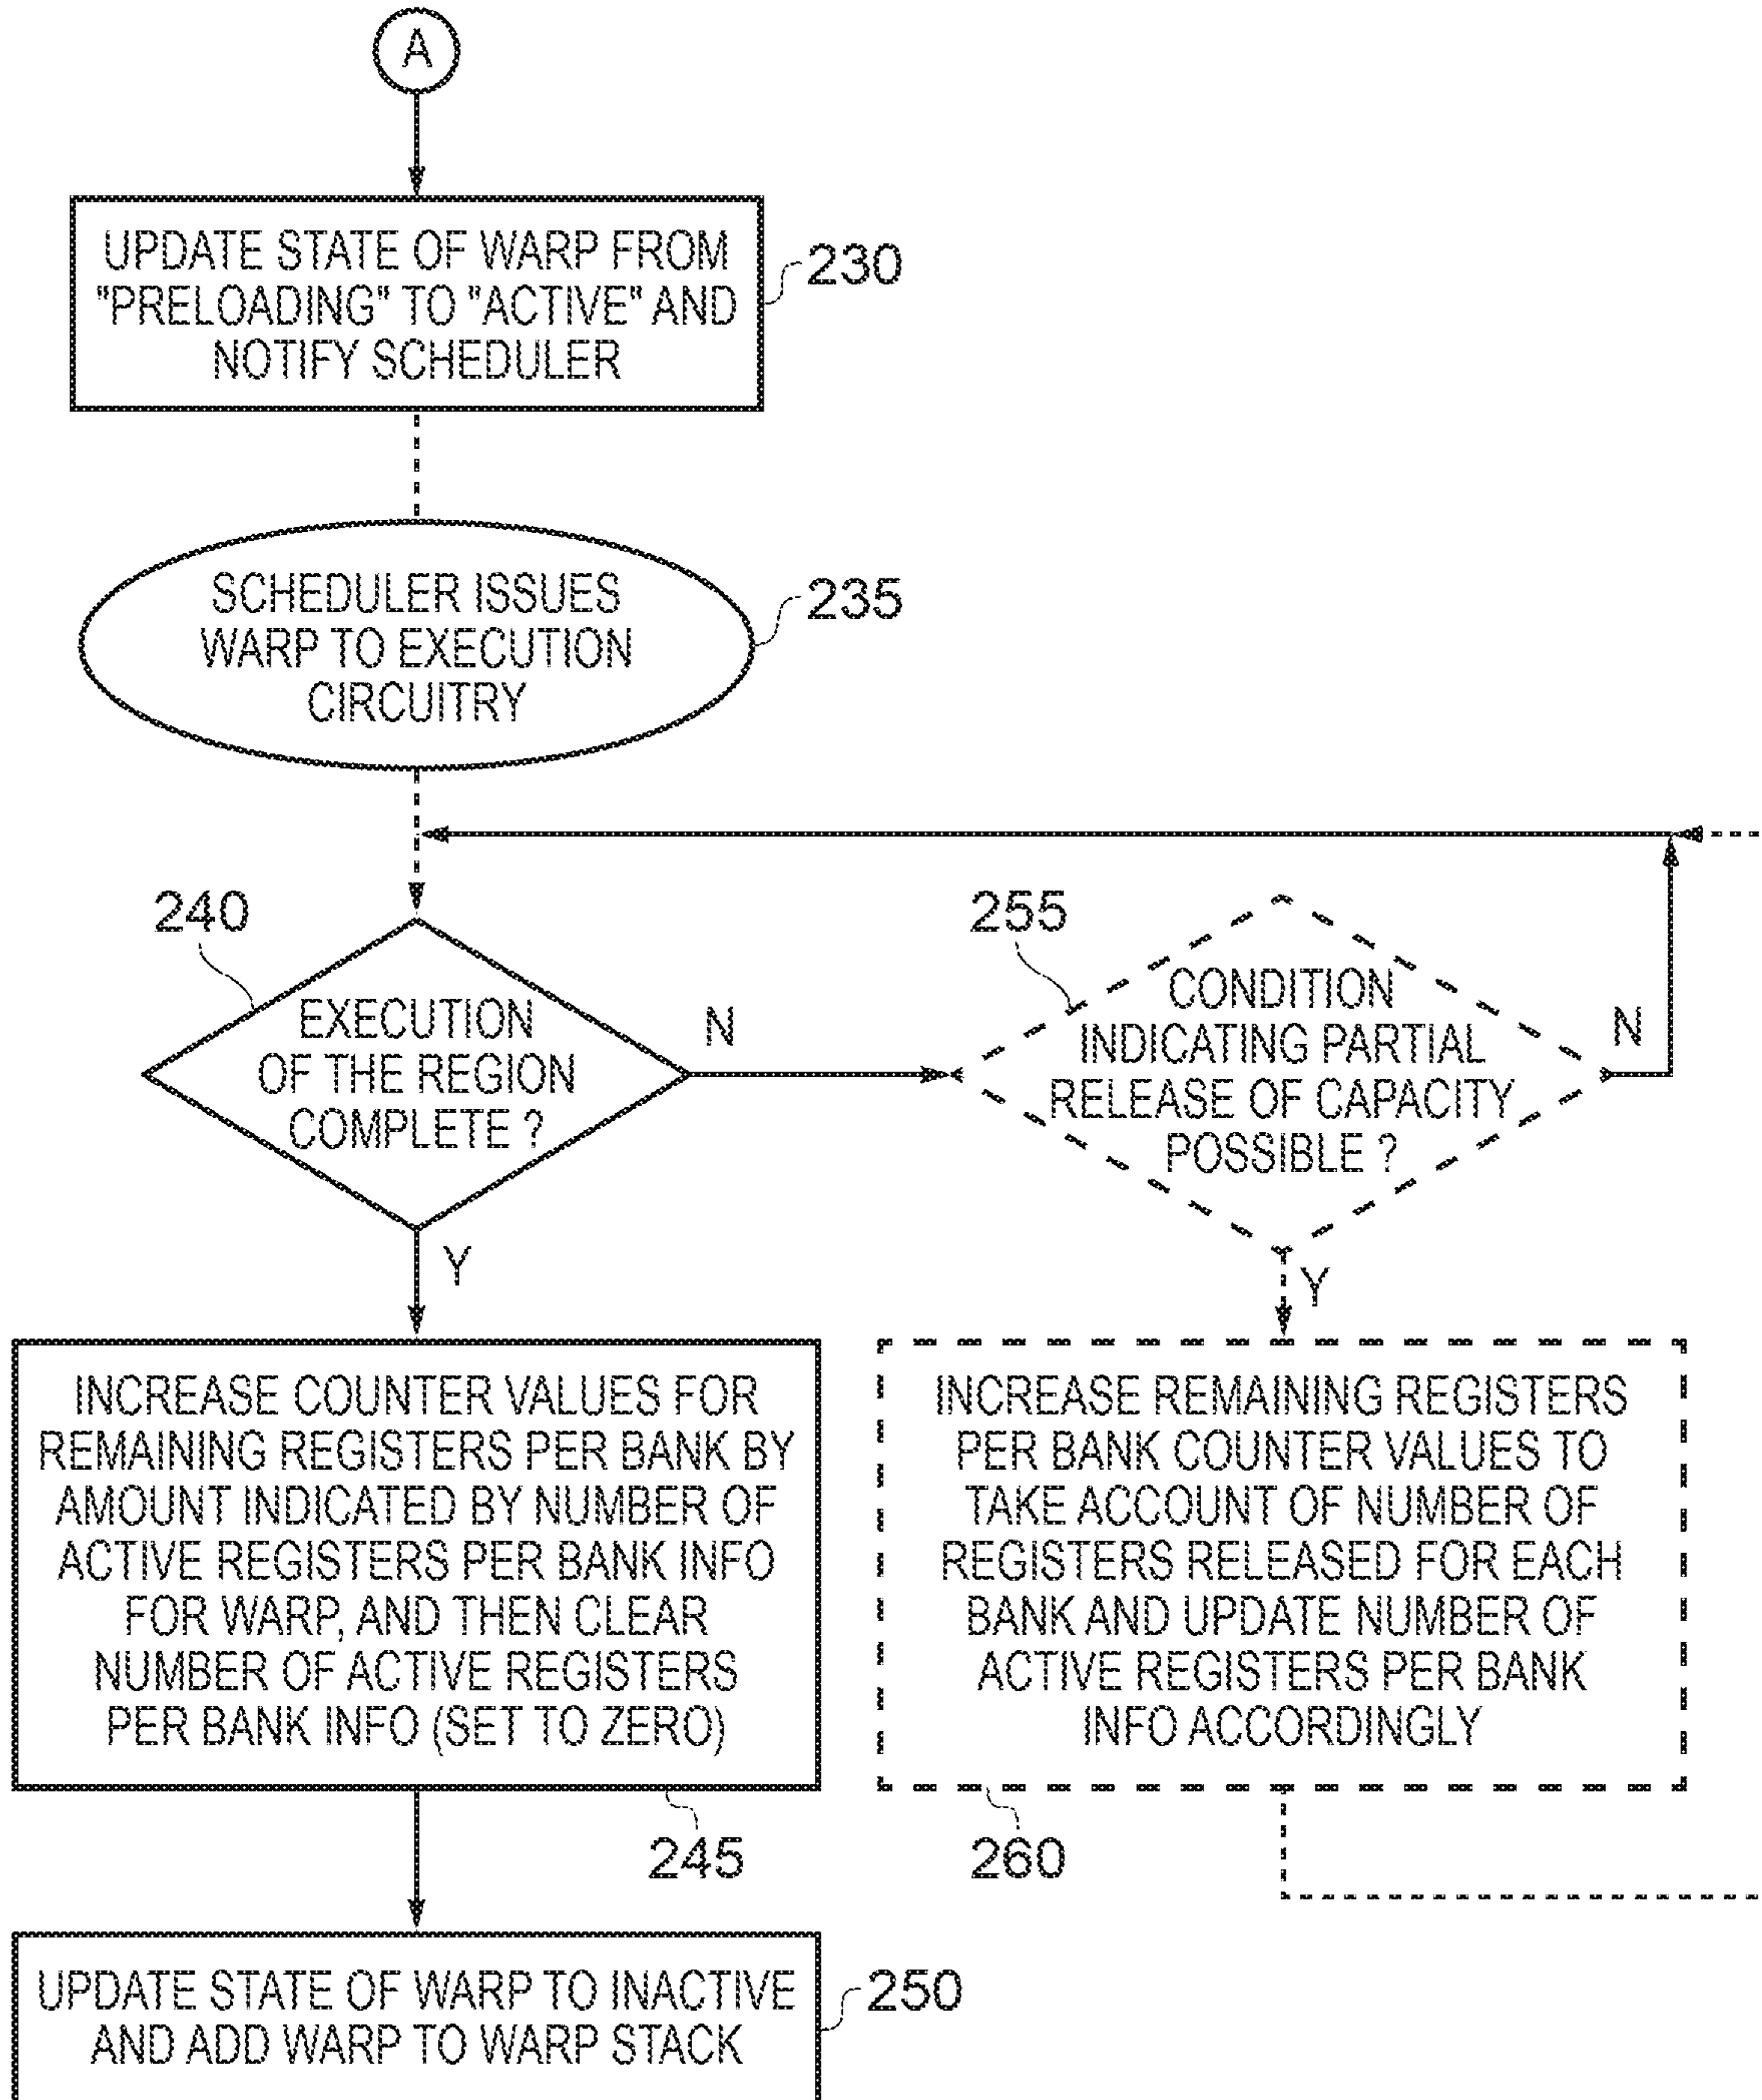 A
UPDATE STATE OF WARP FROM
"PRELOADING" TO "ACTIVE" AND
NOTIFY SCHEDULER
230
SCHEDULER ISSUES
WARP TO EXECUTION
CIRCUITRY
235
240
EXECUTION
OF THE REGION
COMPLETE ?
N
Y
255
CONDITION
INDICATING PARTIAL
RELEASE OF CAPACITY
POSSIBLE ?
N
Y
INCREASE COUNTER VALUES FOR
REMAINING REGISTERS PER BANK BY
AMOUNT INDICATED BY NUMBER OF
ACTIVE REGISTERS PER BANK INFO
FOR WARP, AND THEN CLEAR
NUMBER OF ACTIVE REGISTERS
PER BANK INFO (SET TO ZERO)
245
INCREASE REMAINING REGISTERS
PER BANK COUNTER VALUES TO
TAKE ACCOUNT OF NUMBER OF
REGISTERS RELEASED FOR EACH
BANK AND UPDATE NUMBER OF
ACTIVE REGISTERS PER BANK
INFO ACCORDINGLY
260
UPDATE STATE OF WARP TO INACTIVE
AND ADD WARP TO WARP STACK
250